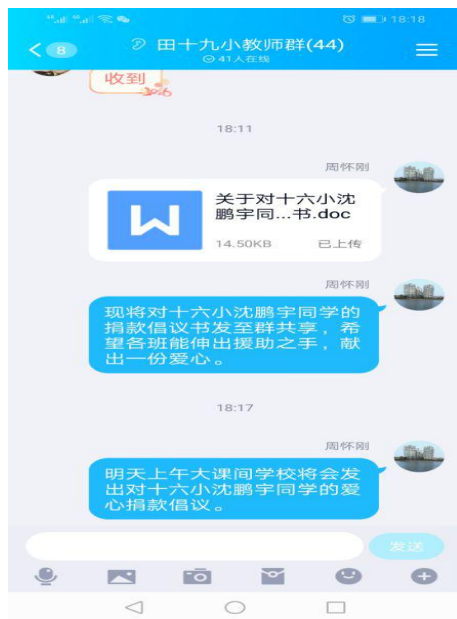 18:18
8
田十九小教师群(44)
41人在线
收到
18:11
周怀刚
关于对十六小沈
鹏宇同...书.doc
14.50KB 已上传
周怀刚
现将对十六小沈鹏宇同学的
捐款倡议书发至群共享，希
望各班能伸出援助之手，献
出一份爱心。
18:17
周怀刚
明天上午大课间学校将会发
出对十六小沈鹏宇同学的爱
心捐款倡议。
发送